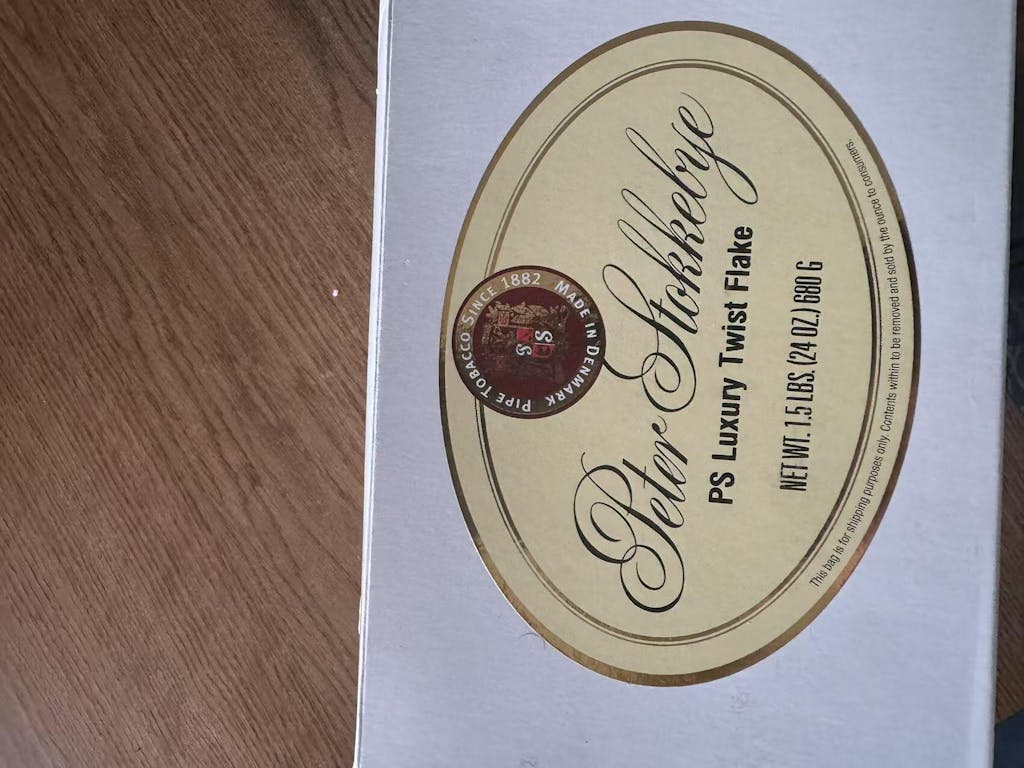 PIPE TOBACCO SINCE 1882 MADE IN DENMARK
PS
Peter Stokkebye
PS Luxury Twist Flake
NET WT. 1.5 LBS. (24 OZ.) 680 G
This bag is for shipping purposes only. Contents within to be removed and sold by the ounce to consumers.